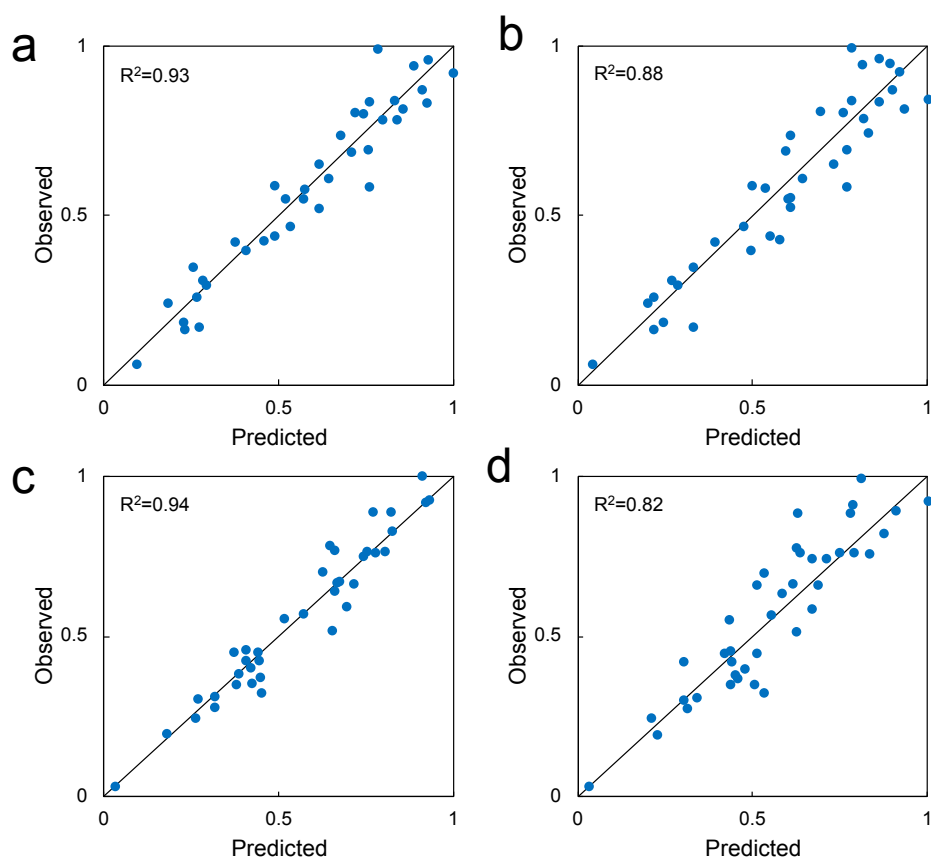 a
R²=0.93
Observed
1
0.5
0
0
0.5
1
Predicted
b
R²=0.88
Observed
1
0.5
0
0
0.5
1
Predicted
c
R²=0.94
Observed
1
0.5
0
0
0.5
1
Predicted
d
R²=0.82
Observed
1
0.5
0
0
0.5
1
Predicted